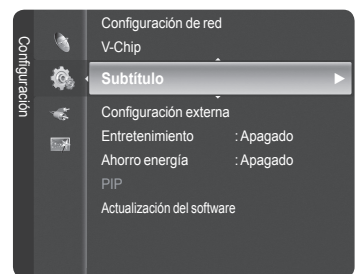 Configuración
Configuración de red
V-Chip
Subtítulo
Configuración externa
Entretenimiento : Apagado
Ahorro energía : Apagado
PIP
Actualización del software